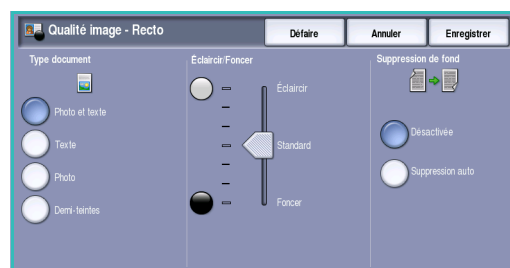 Qualité image - Recto
Défaire
Annuler
Enregistrer
Type document
Photo et texte
Texte
Photo
Demi-teintes
Éclaircir/Foncer
Éclaircir
Standard
Foncer
Suppression de fond
Désactivée
Suppression auto